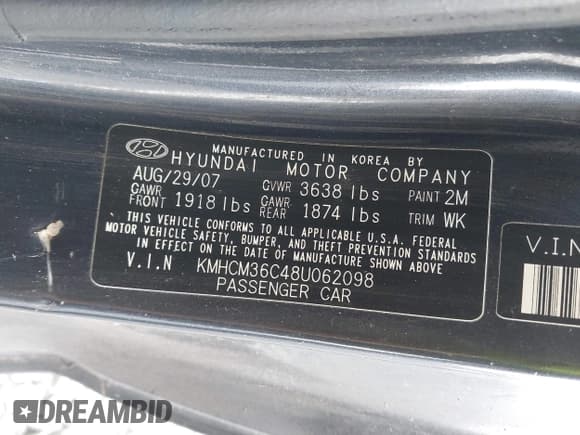 MANUFACTURED IN KOREA BY
HYUNDAI MOTOR COMPANY
AUG/29/07 GVWR 3638 lbs PAINT 2M
GAWR FRONT 1918 lbs GAWR REAR 1874 lbs TRIM WK
THIS VEHICLE CONFORMS TO ALL APPLICABLE U.S.A. FEDERAL
MOTOR VEHICLE SAFETY, BUMPER, AND THEFT PREVENTION STANDARDS
IN EFFECT ON THE DATE OF MANUFACTURE SHOWN ABOVE
V.I.N KMHCM36C48U062098
PASSENGER CAR
V.I.N
DREAMBID